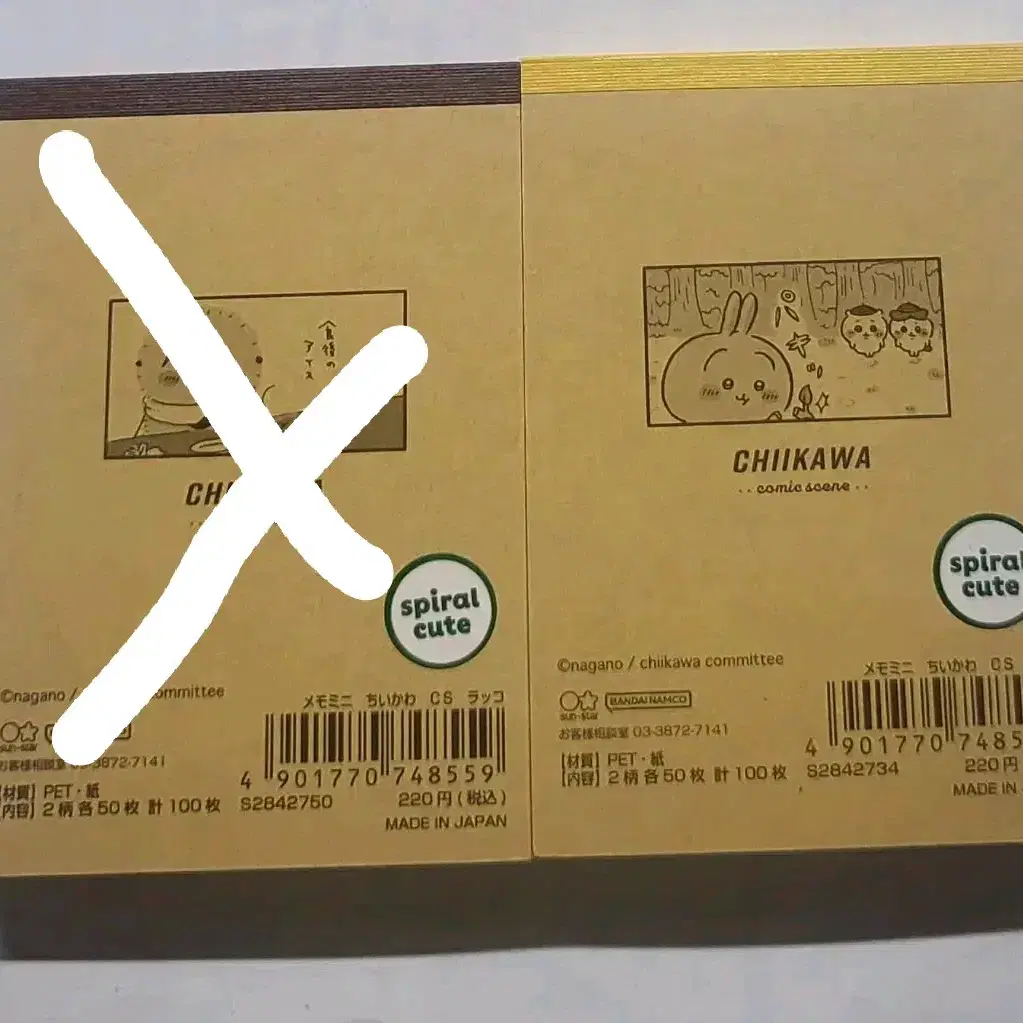 食後の
アイス
CH
spiral
cute
©nagano / ommittee
メモミニ ちいかわ CS ラッコ
sun-star
お客様相談室 03-3872-7141
【材質】PET・紙
【内容】2柄各50枚 計100枚
4 901770 748559
S2842750 220円(税込)
MADE IN JAPAN
CHIIKAWA
・・comic scene・・
spiral
cute
©nagano / chiikawa committee
メモミニ ちいかわ CS
sun-star BANDAI NAMCO
お客様相談室 03-3872-7141
【材質】PET・紙
【内容】2柄各50枚 計100枚
4 901770 7485
S2842734 220円
MADE IN